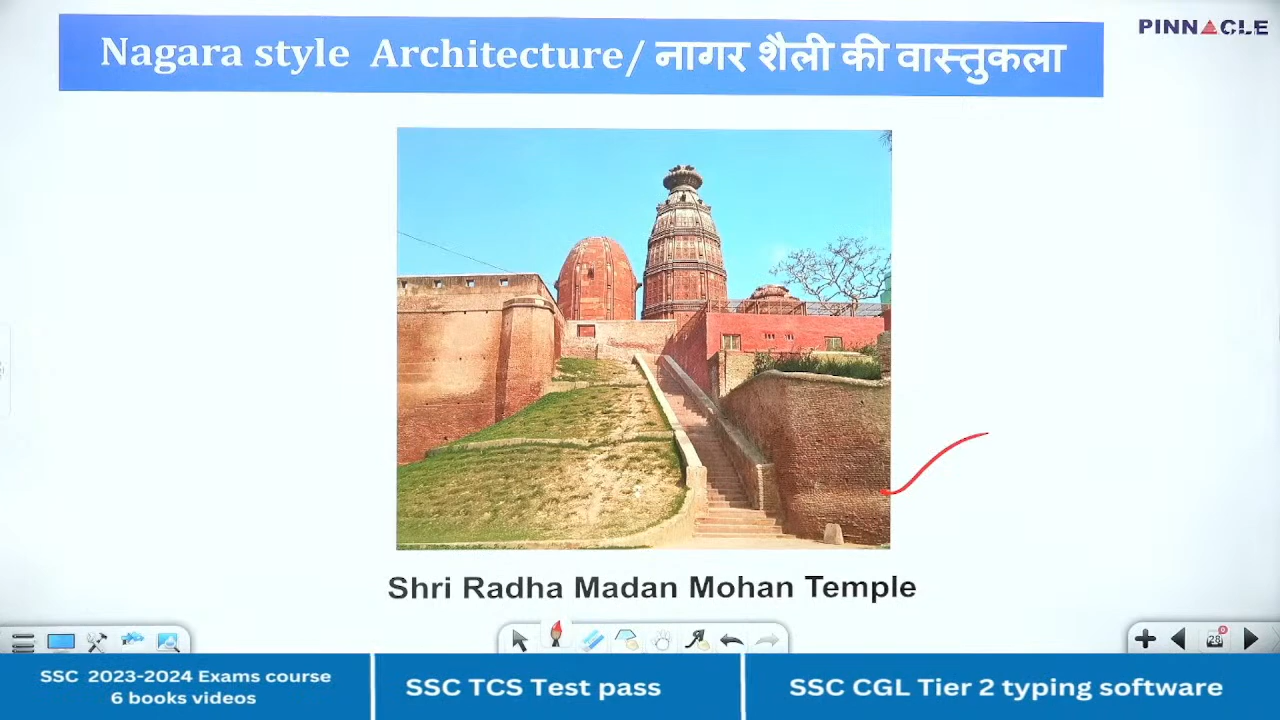 Nagara style Architecture/ नागर शैली की वास्तुकला
PINNACLE
Shri Radha Madan Mohan Temple
28
SSC 2023-2024 Exams course
6 books videos
SSC TCS Test pass
SSC CGL Tier 2 typing software